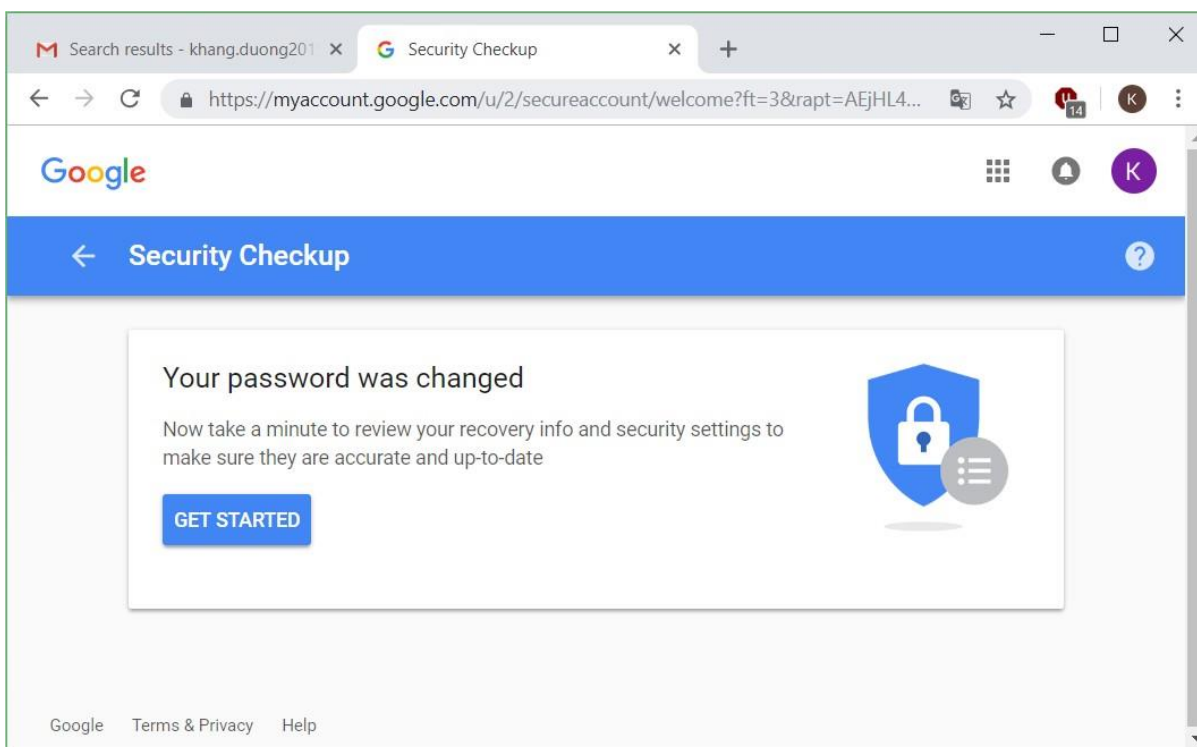 Search results - khang.duong201
Security Checkup
https://myaccount.google.com/u/2/secureaccount/welcome?ft=3&rapt=AEjHL4...
14
K
Google
K
Security Checkup
?
Your password was changed
Now take a minute to review your recovery info and security settings to
make sure they are accurate and up-to-date
GET STARTED
Google Terms & Privacy Help